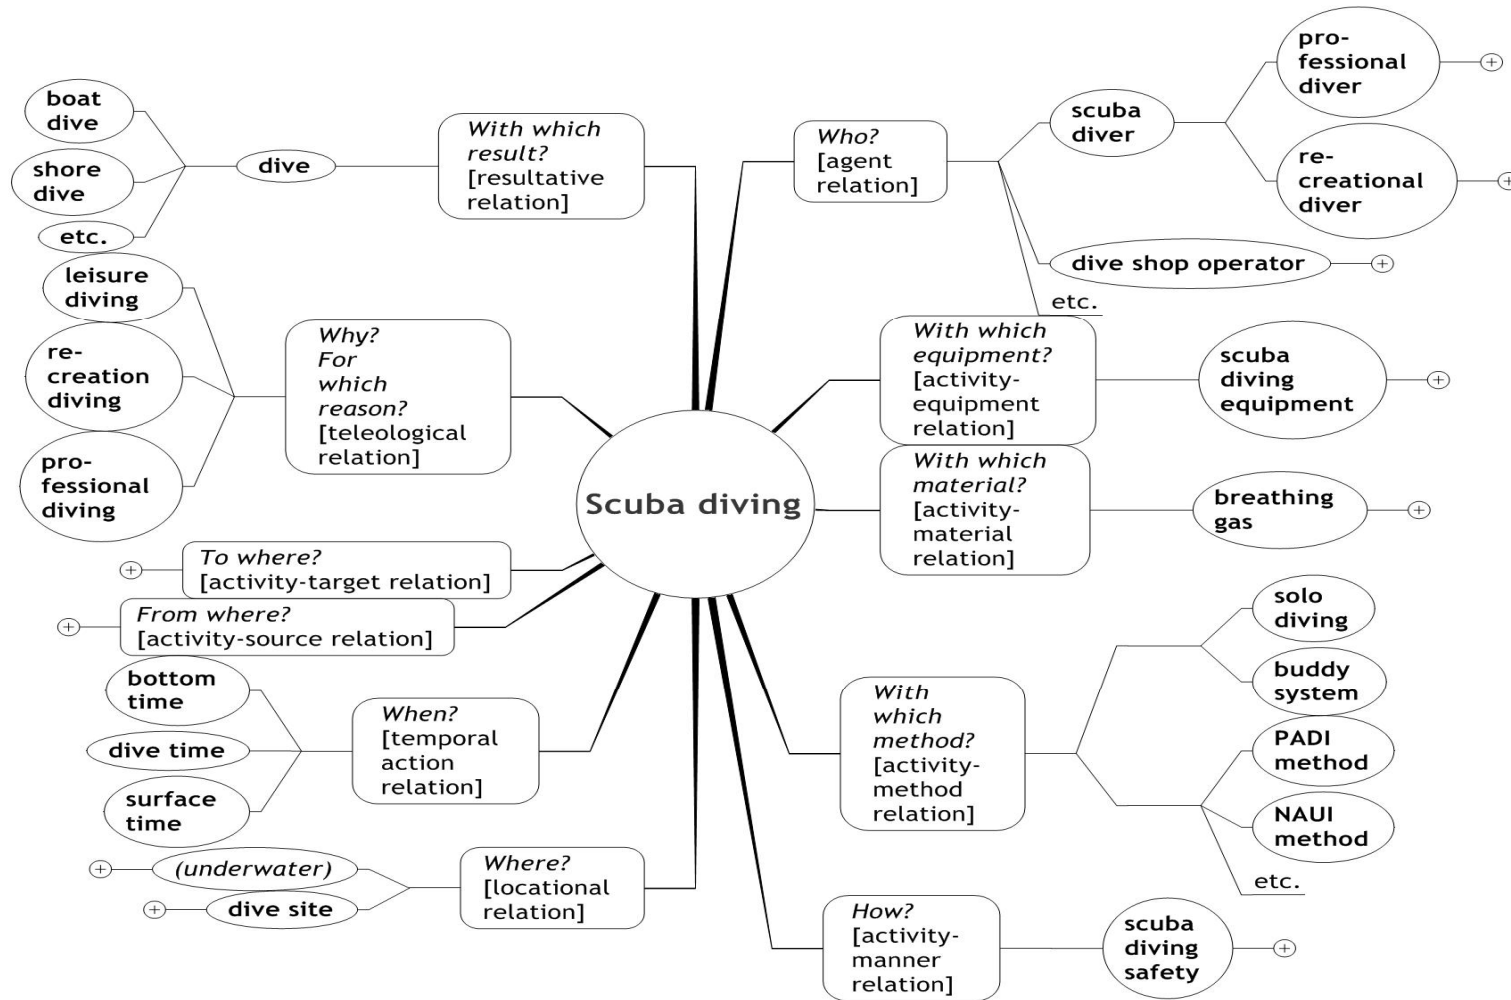 Scuba diving
With which
result?
[resultative
relation]
dive
boat
dive
shore
dive
etc.
Why?
For
which
reason?
[teleological
relation]
leisure
diving
re-
creation
diving
pro-
fessional
diving
To where?
[activity-target relation]
From where?
[activity-source relation]
When?
[temporal
action
relation]
bottom
time
dive time
surface
time
Where?
[locational
relation]
(underwater)
dive site
Who?
[agent
relation]
scuba
diver
pro-
fessional
diver
re-
creational
diver
dive shop operator
etc.
With which
equipment?
[activity-
equipment
relation]
scuba
diving
equipment
With which
material?
[activity-
material
relation]
breathing
gas
With
which
method?
[activity-
method
relation]
solo
diving
buddy
system
PADI
method
NAUI
method
etc.
How?
[activity-
manner
relation]
scuba
diving
safety